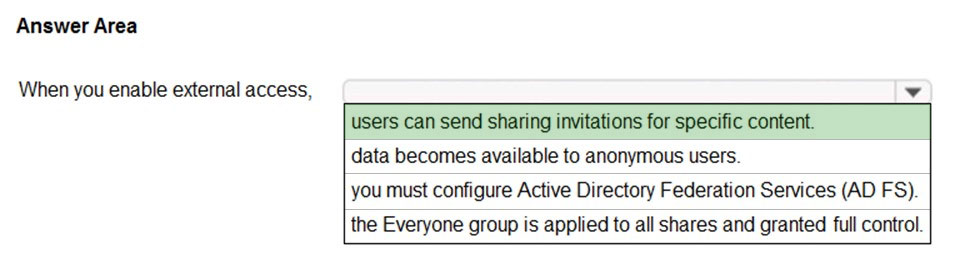 Answer Area
When you enable external access,
users can send sharing invitations for specific content.
data becomes available to anonymous users.
you must configure Active Directory Federation Services (AD FS).
the Everyone group is applied to all shares and granted full control.